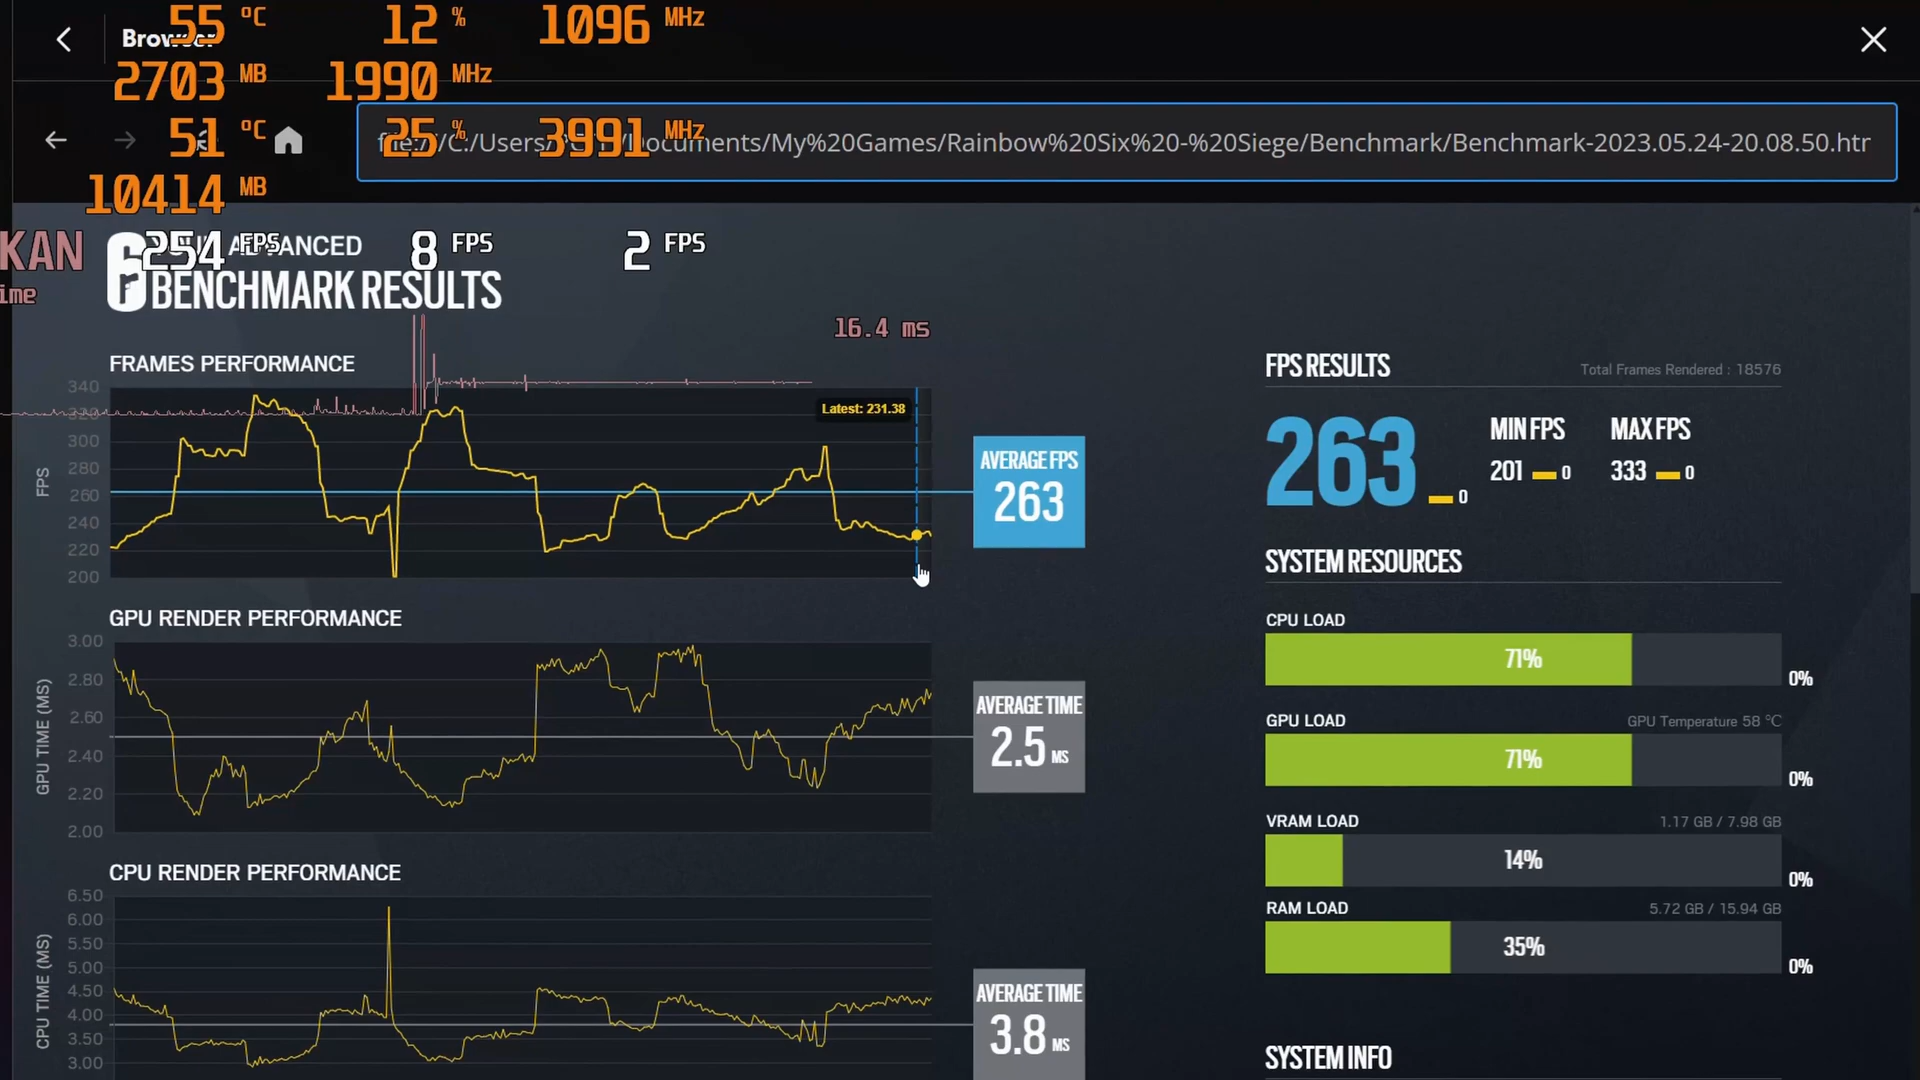 55 °C 12 % 1096 MHz
Browser
2703 MB 1990 MHz
51 °C 25 % 3991 MHz
Documents/My%20Games/Rainbow%20Six%20-%20Siege/Benchmark/Benchmark-2023.05.24-20.08.50.htr
10414 MB
KAN 254 FPS 8 FPS 2 FPS
ADVANCED
BENCHMARK RESULTS
ime
16.4 ms
FRAMES PERFORMANCE
340
320
300
280
260
240
220
200
FPS
Latest: 231.38
AVERAGE FPS
263
GPU RENDER PERFORMANCE
3.00
2.80
2.60
2.40
2.20
2.00
GPU TIME (MS)
AVERAGE TIME
2.5 MS
CPU RENDER PERFORMANCE
6.50
6.00
5.50
5.00
4.50
4.00
3.50
3.00
CPU TIME (MS)
AVERAGE TIME
3.8 MS
FPS RESULTS
Total Frames Rendered : 18576
263 0
MIN FPS
201 0
MAX FPS
333 0
SYSTEM RESOURCES
CPU LOAD
71%
0%
GPU LOAD
GPU Temperature 58 °C
71%
0%
VRAM LOAD
1.17 GB / 7.98 GB
14%
0%
RAM LOAD
5.72 GB / 15.94 GB
35%
0%
SYSTEM INFO